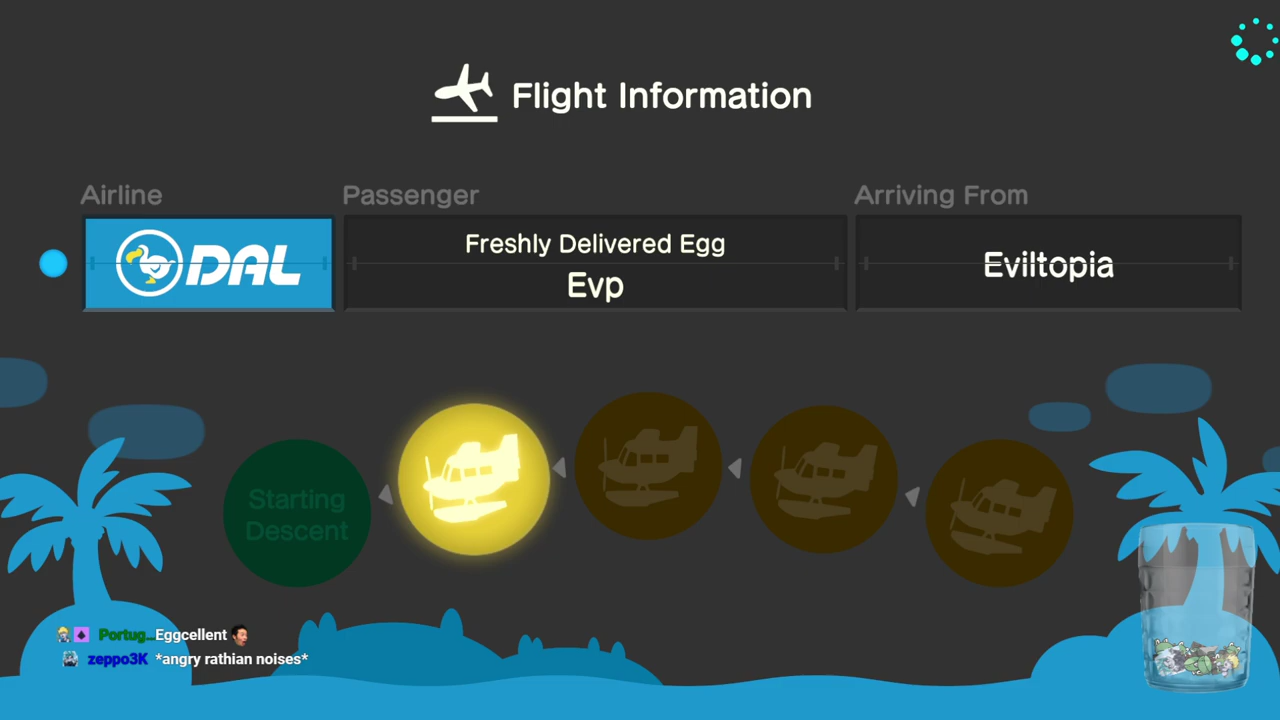 Flight Information
Airline
Passenger
Arriving From
DAL
Freshly Delivered Egg
Evp
Eviltopia
Starting
Descent
Portug... Eggcellent
zeppo3K *angry rathian noises*